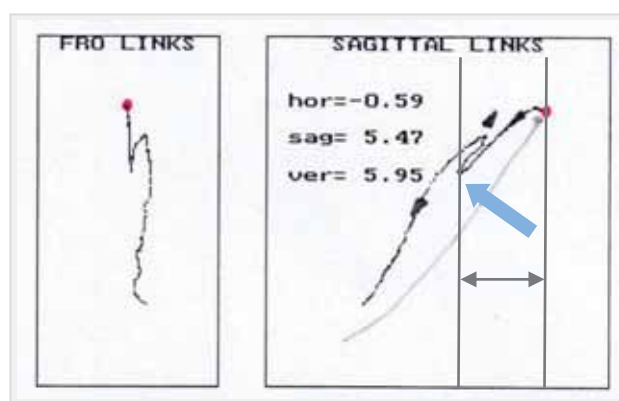 FRO LINKS
SAGITTAL LINKS
hor=-0.59
sag= 5.47
ver= 5.95